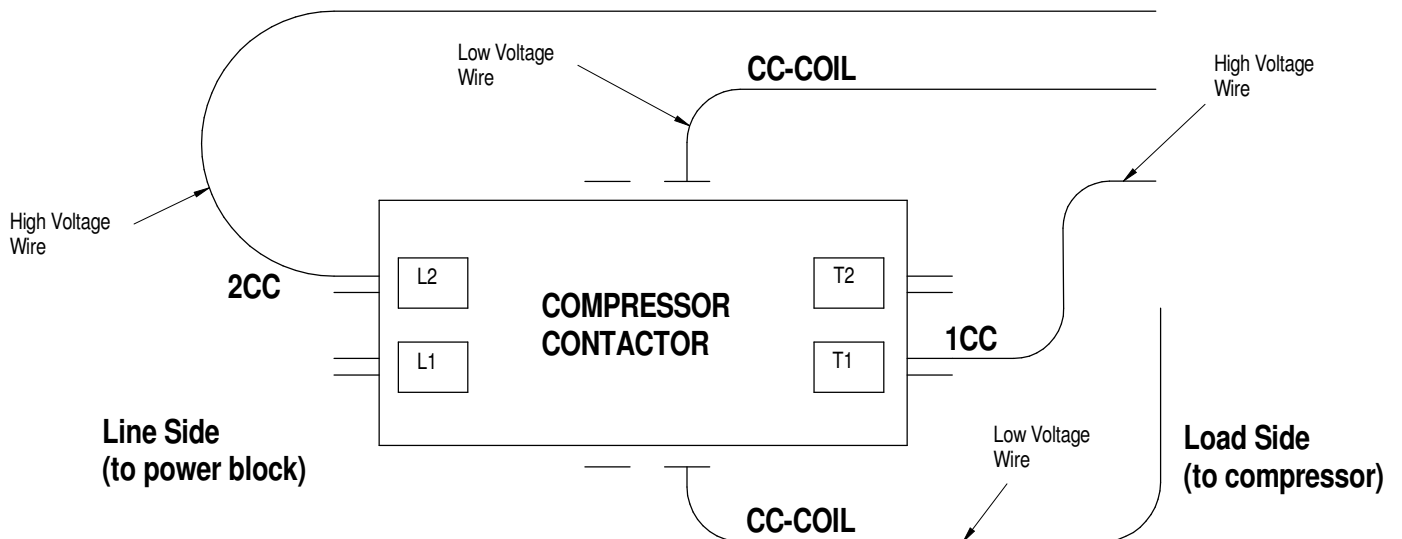 Low Voltage
Wire
CC-COIL
High Voltage
Wire
High Voltage
Wire
2CC
L2
T2
COMPRESSOR
CONTACTOR
1CC
L1
T1
Line Side
(to power block)
Low Voltage
Wire
Load Side
(to compressor)
CC-COIL